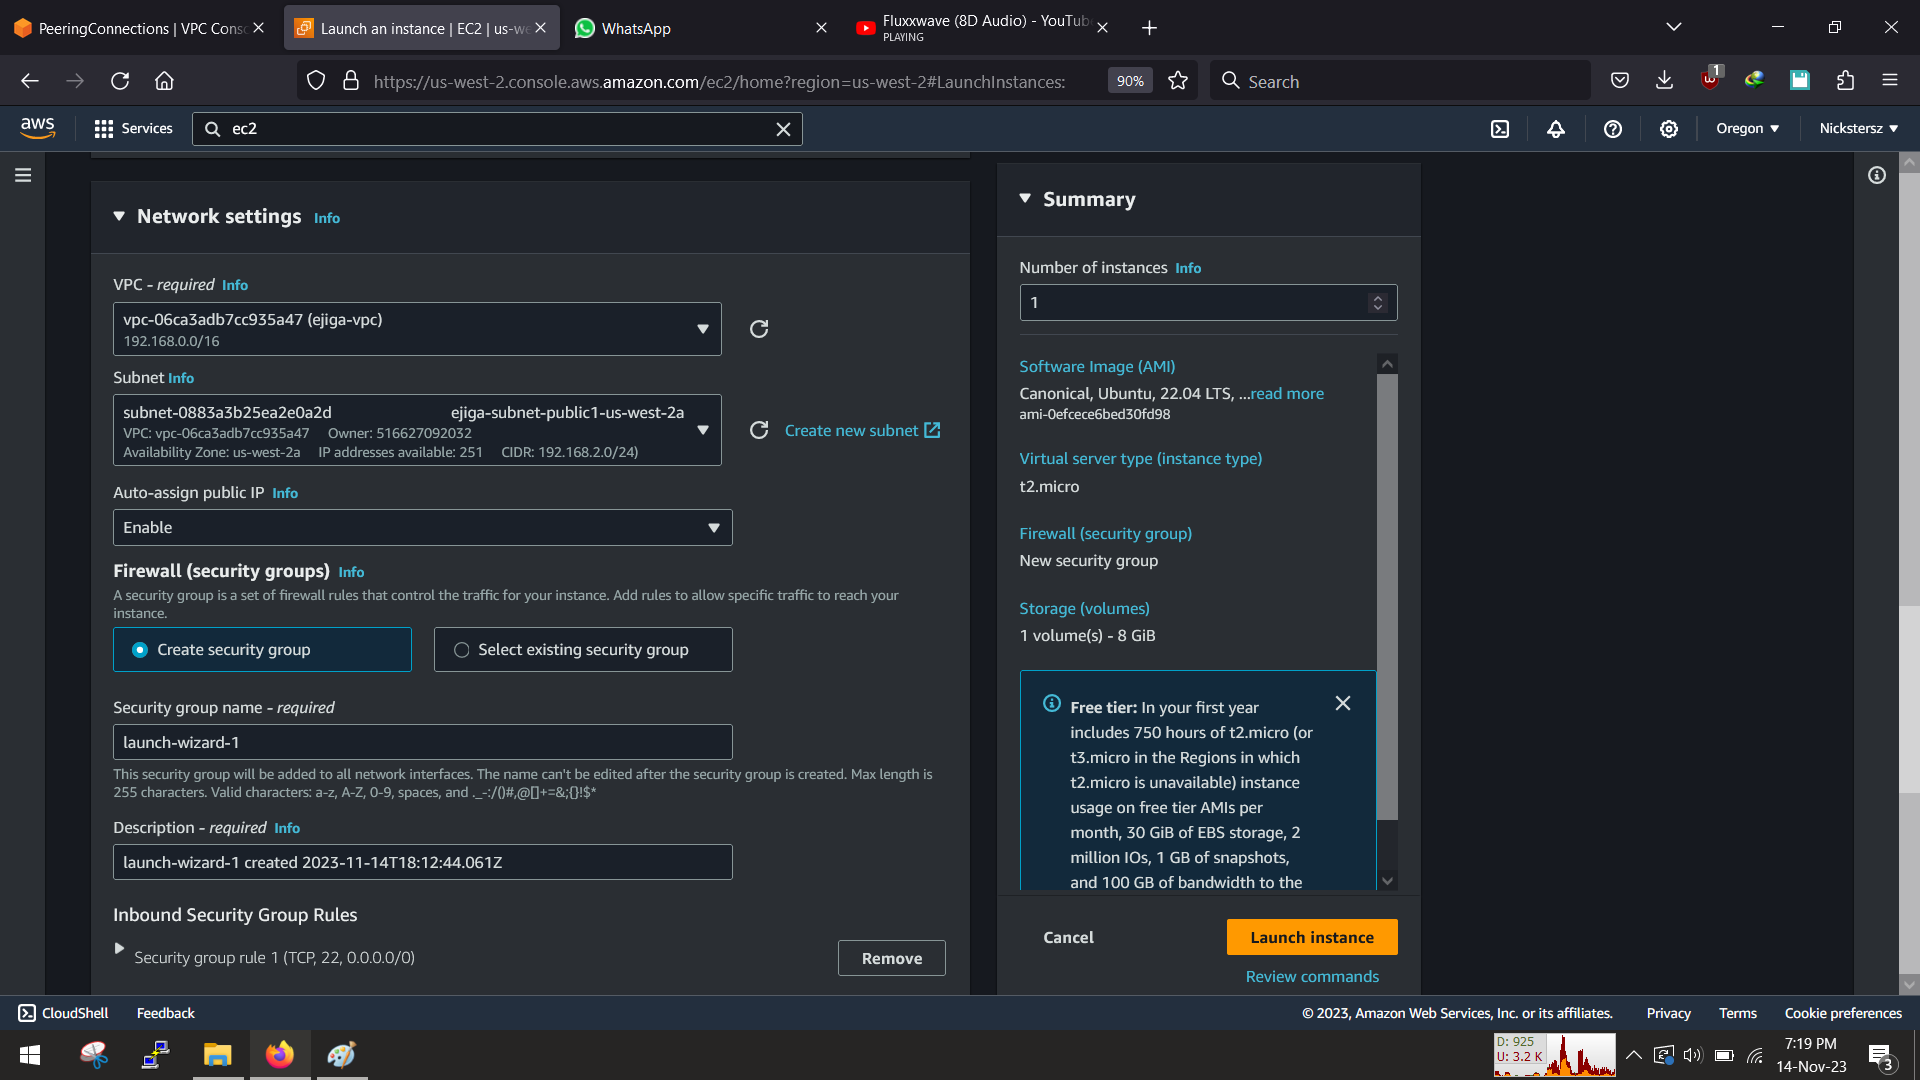 PeeringConnections | VPC Conso
Launch an instance | EC2 | us-we
WhatsApp
Fluxxwave (8D Audio) - YouTube
PLAYING
https://us-west-2.console.aws.amazon.com/ec2/home?region=us-west-2#LaunchInstances:
90%
Search
1
aws
Services
ec2
Oregon
Nickstersz
Network settings Info
VPC - required Info
vpc-06ca3adb7cc935a47 (ejiga-vpc)
192.168.0.0/16
Subnet Info
subnet-0883a3b25ea2e0a2d ejiga-subnet-public1-us-west-2a
VPC: vpc-06ca3adb7cc935a47 Owner: 516627092032
Availability Zone: us-west-2a IP addresses available: 251 CIDR: 192.168.2.0/24)
Create new subnet
Auto-assign public IP Info
Enable
Firewall (security groups) Info
A security group is a set of firewall rules that control the traffic for your instance. Add rules to allow specific traffic to reach your
instance.
Create security group
Select existing security group
Security group name - required
launch-wizard-1
This security group will be added to all network interfaces. The name can't be edited after the security group is created. Max length is
255 characters. Valid characters: a-z, A-Z, 0-9, spaces, and ._-:/()#,@[]+=&;{}!$*
Description - required Info
launch-wizard-1 created 2023-11-14T18:12:44.061Z
Inbound Security Group Rules
Security group rule 1 (TCP, 22, 0.0.0.0/0)
Remove
Summary
Number of instances Info
1
Software Image (AMI)
Canonical, Ubuntu, 22.04 LTS, ...read more
ami-0efcece6bed30fd98
Virtual server type (instance type)
t2.micro
Firewall (security group)
New security group
Storage (volumes)
1 volume(s) - 8 GiB
Free tier: In your first year
includes 750 hours of t2.micro (or
t3.micro in the Regions in which
t2.micro is unavailable) instance
usage on free tier AMIs per
month, 30 GiB of EBS storage, 2
million IOs, 1 GB of snapshots,
and 100 GB of bandwidth to the
Cancel
Launch instance
Review commands
CloudShell
Feedback
© 2023, Amazon Web Services, Inc. or its affiliates.
Privacy
Terms
Cookie preferences
D: 925
U: 3.2 K
7:19 PM
14-Nov-23
3